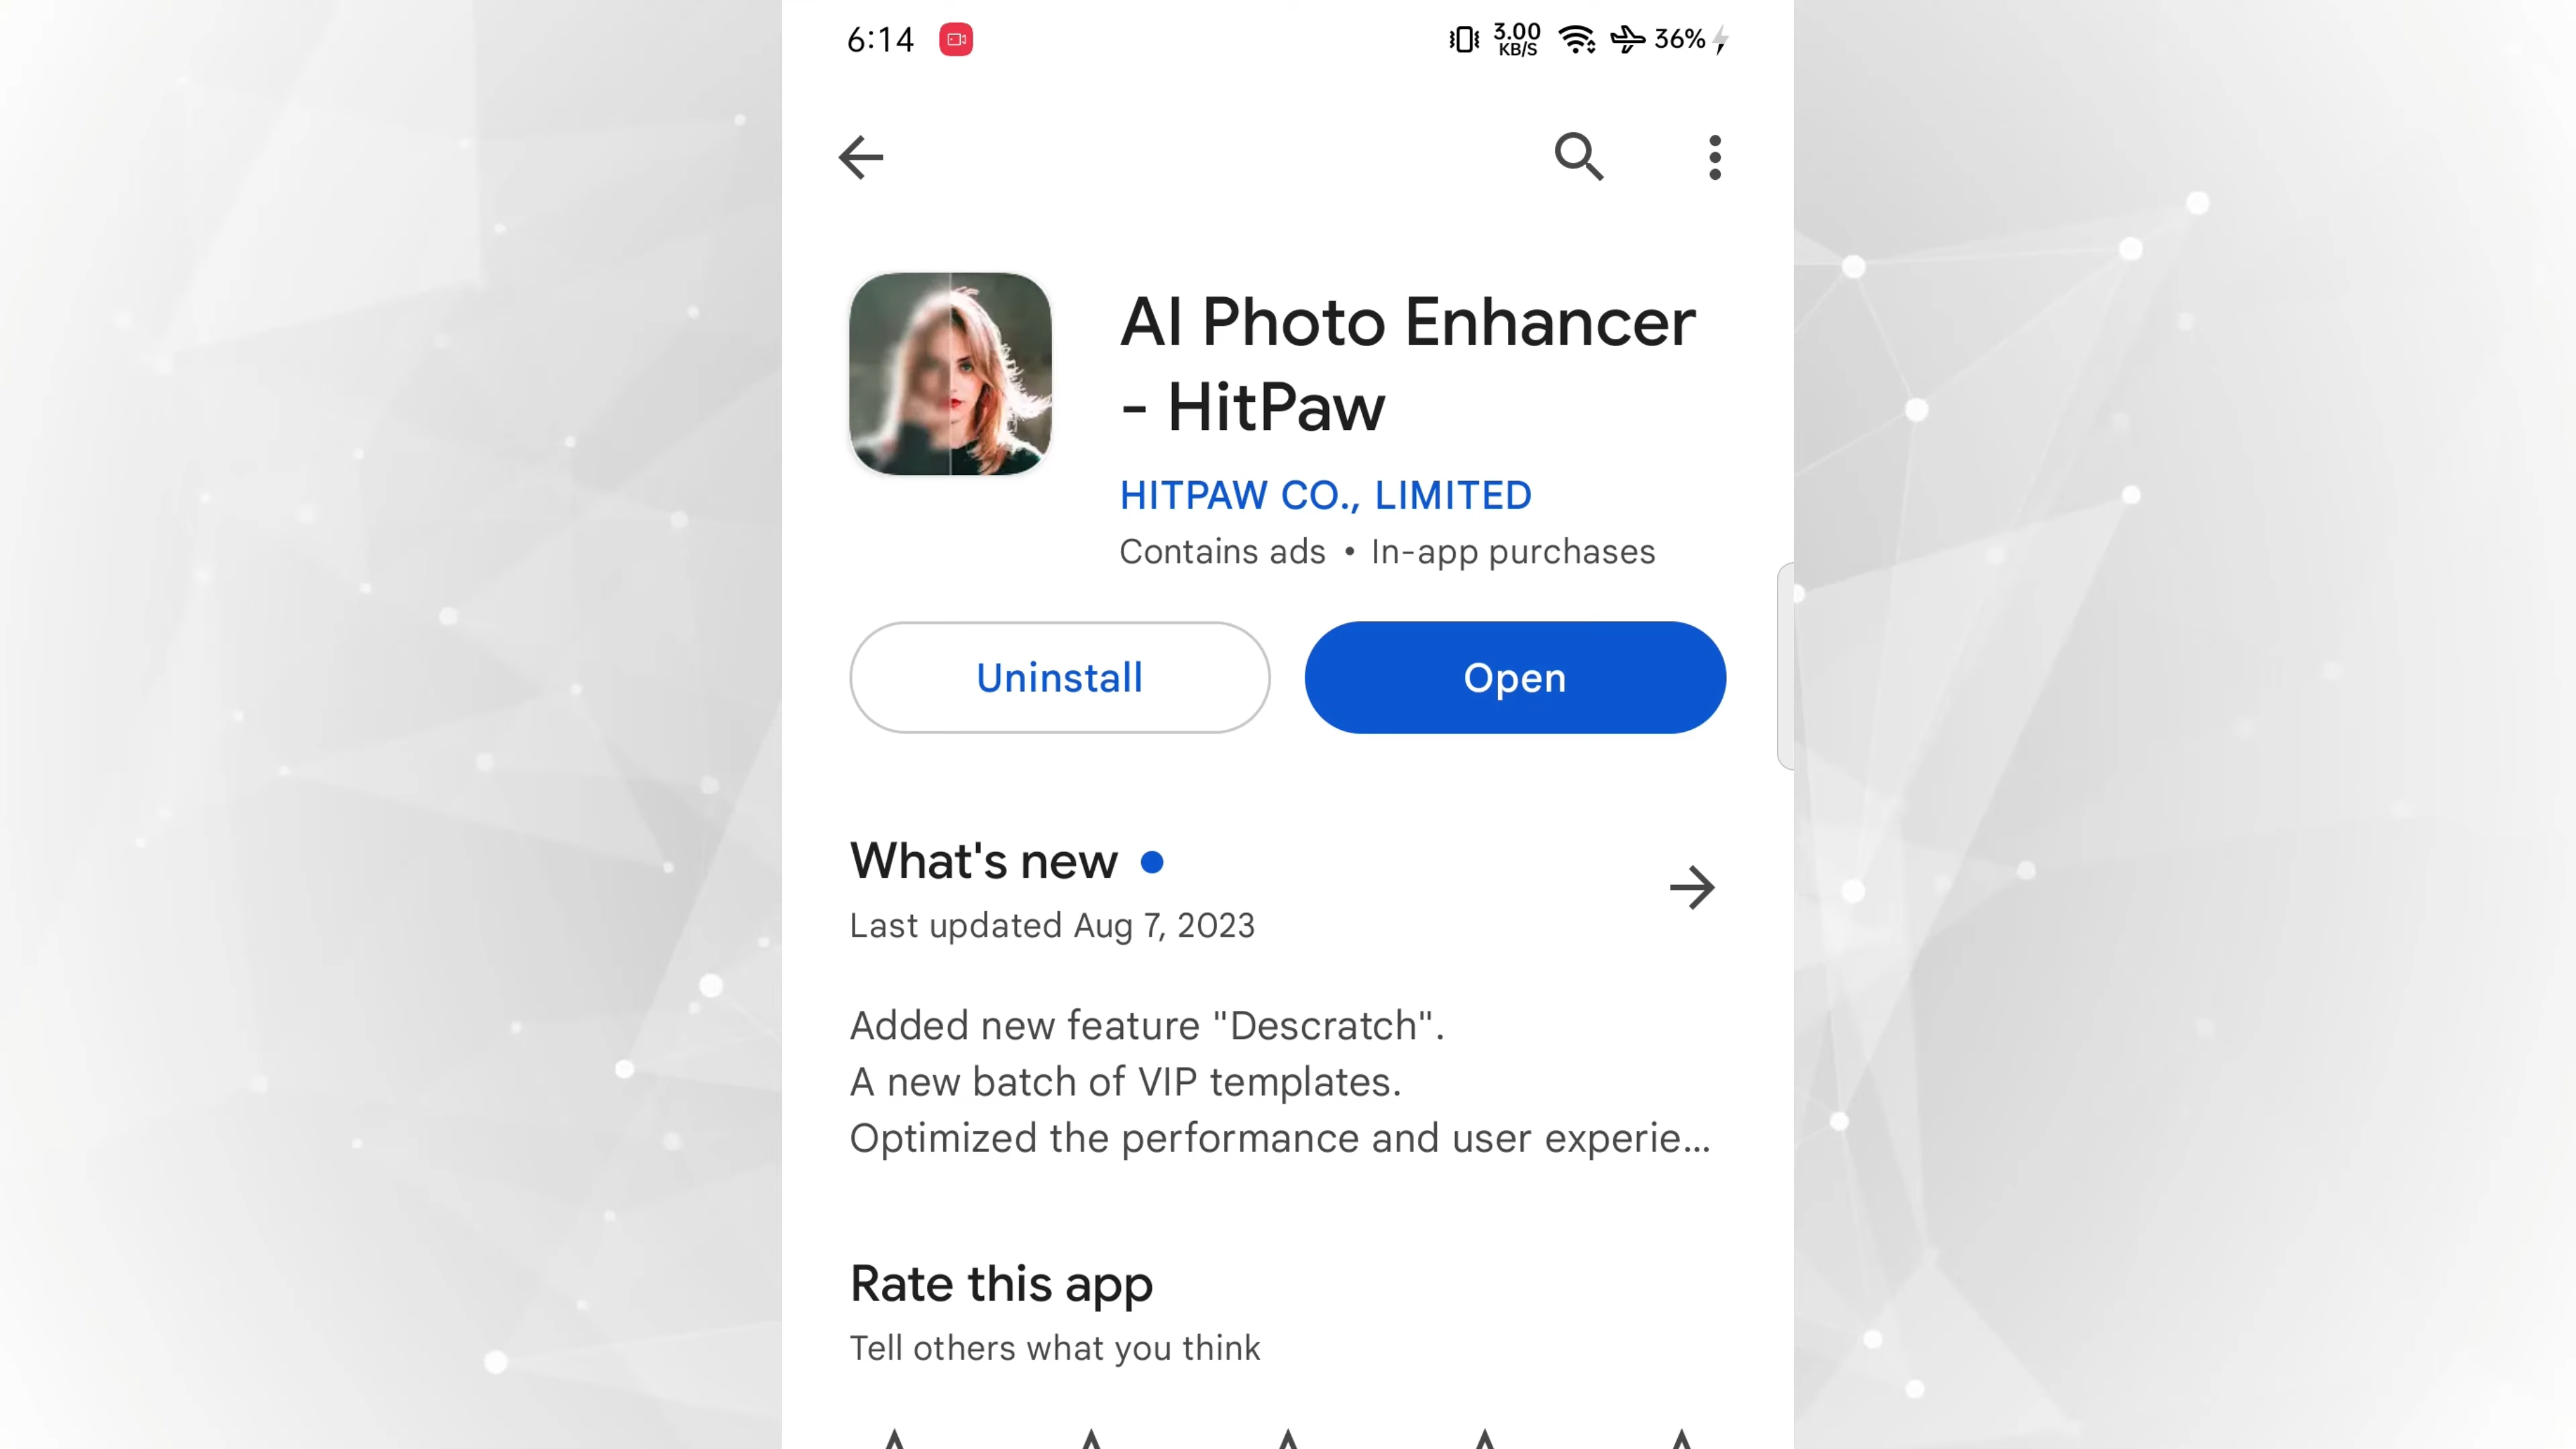 6:14
3.00
KB/S
36%
AI Photo Enhancer
- HitPaw
HITPAW CO., LIMITED
Contains ads • In-app purchases
Uninstall
Open
What's new
Last updated Aug 7, 2023
Added new feature "Descratch".
A new batch of VIP templates.
Optimized the performance and user experie...
Rate this app
Tell others what you think